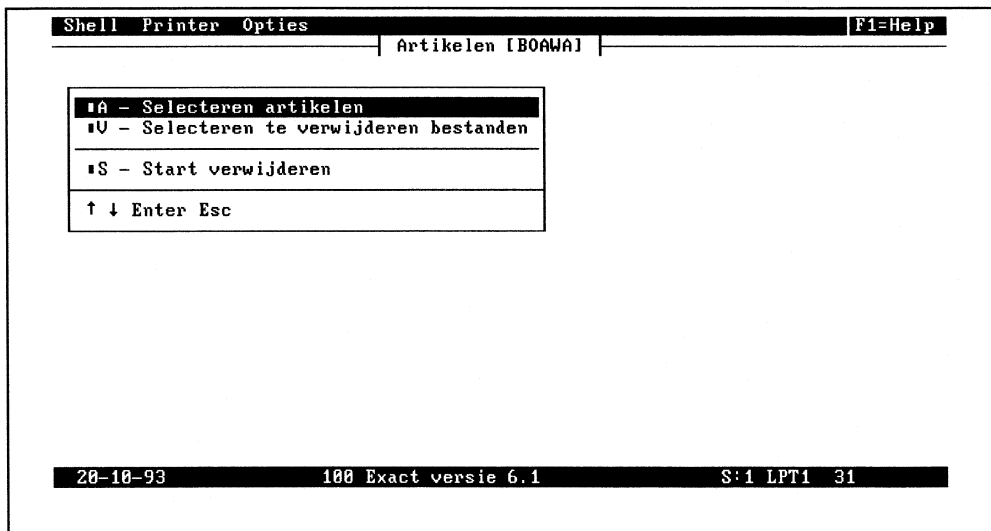 Shell Printer Opties F1=Help
Artikelen [BOAWA]
A - Selecteren artikelen
V - Selecteren te verwijderen bestanden
S - Start verwijderen
↑ ↓ Enter Esc
20-10-93 100 Exact versie 6.1 S:1 LPT1 31